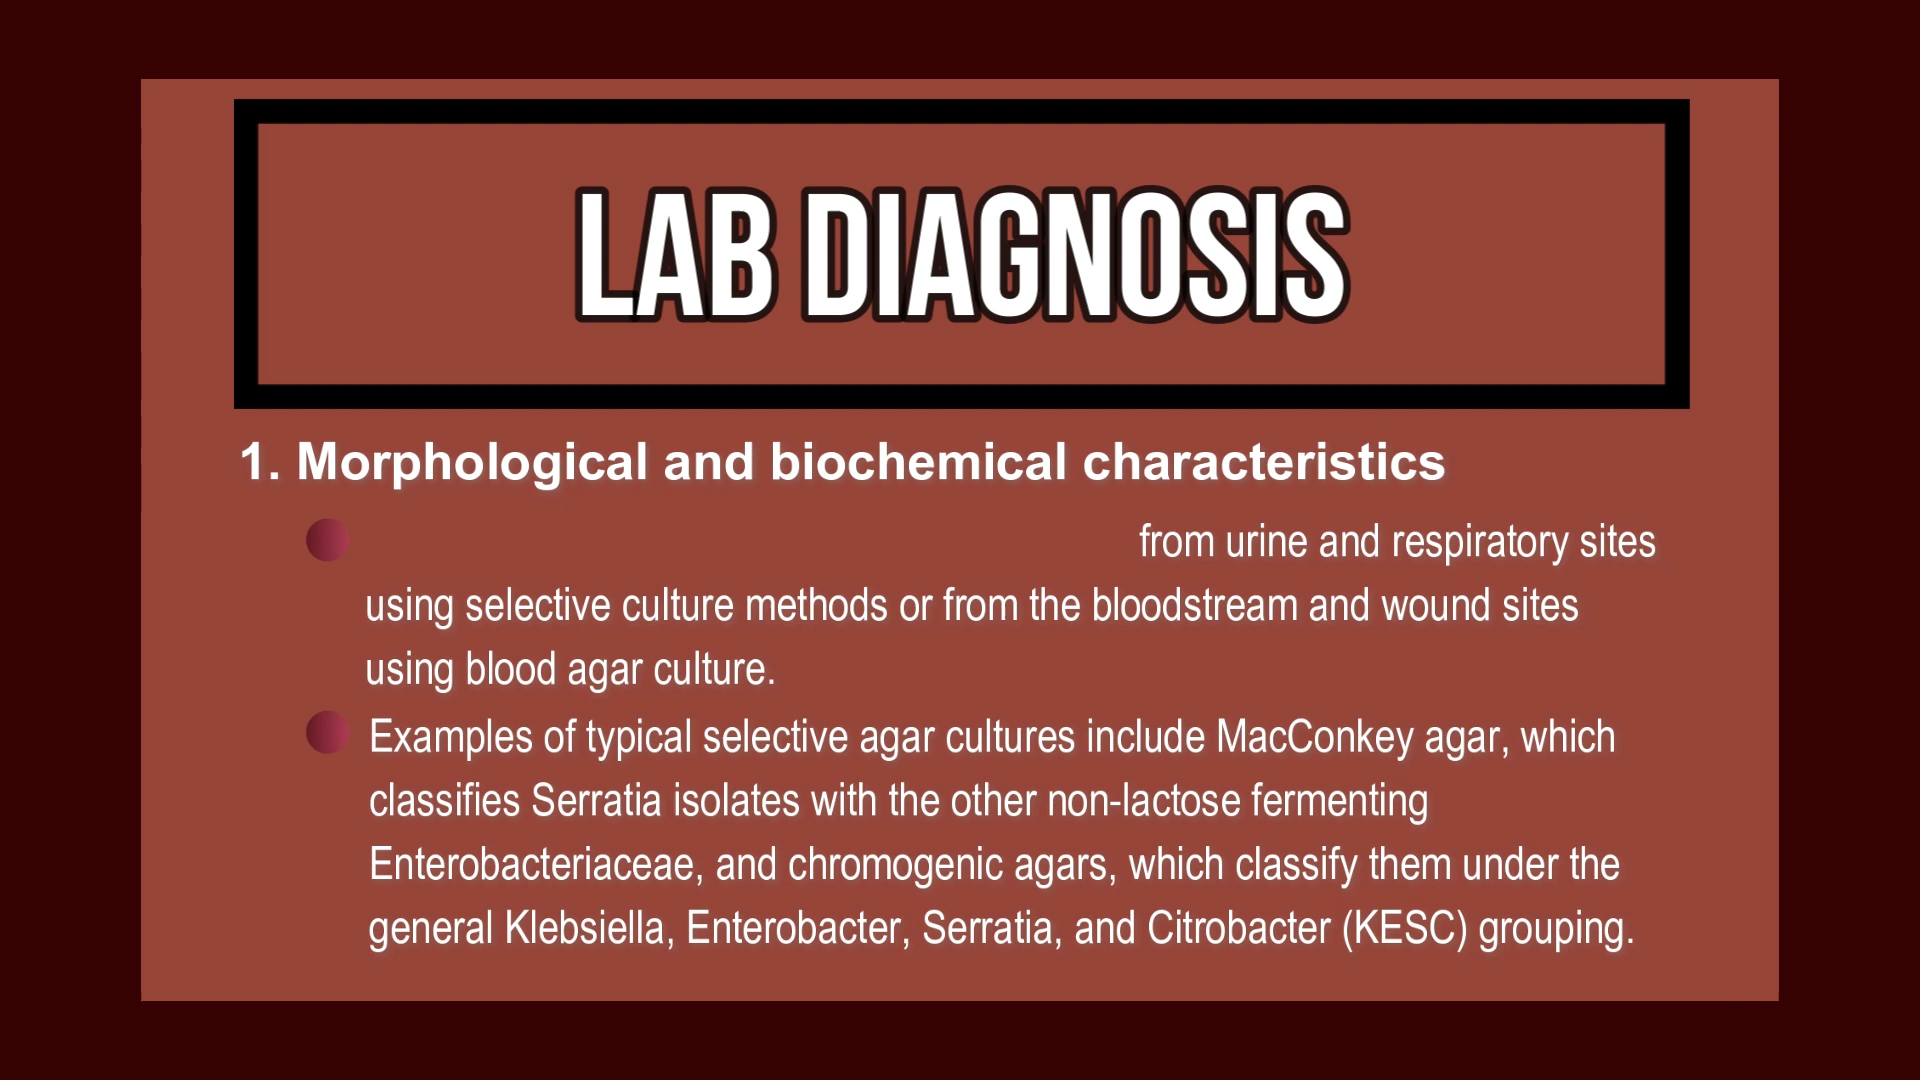 LAB DIAGNOSIS
1. Morphological and biochemical characteristics
from urine and respiratory sites
using selective culture methods or from the bloodstream and wound sites
using blood agar culture.
Examples of typical selective agar cultures include MacConkey agar, which
classifies Serratia isolates with the other non-lactose fermenting
Enterobacteriaceae, and chromogenic agars, which classify them under the
general Klebsiella, Enterobacter, Serratia, and Citrobacter (KESC) grouping.